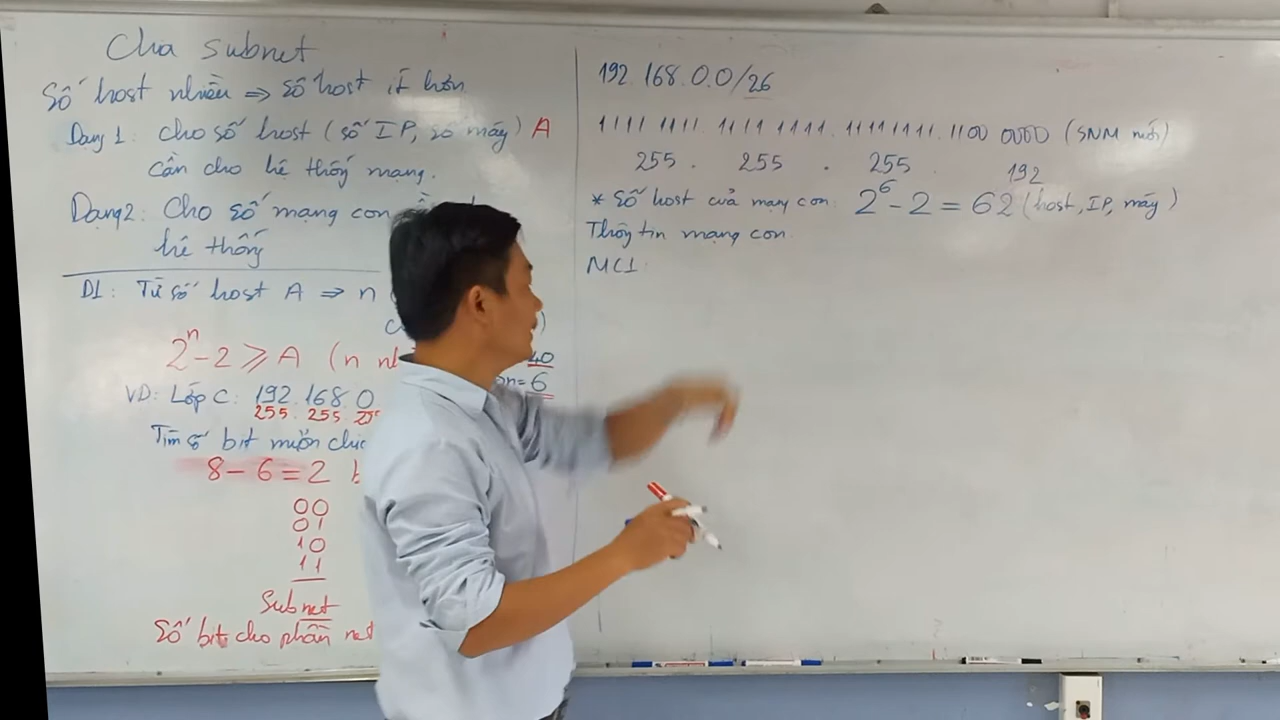 Chia Subnet
Số host nhiều ⇒ số host ít hơn
Dạng 1: Cho số host (số IP, số máy) A
cần cho hệ thống mạng.
Dạng 2: Cho số mạng con
hệ thống
D1: Từ số host A ⇒ n
2^n - 2 ⩾ A (n
40
VD: Lớp C: 192.168.0
n=6
255. 255. 255
Tìm số bit mượn
8 - 6 = 2
00
01
10
11
Subnet
Số bit cho phần net
192.168.0.0/26
1111 1111. 1111 1111. 11111111. 1100 0000 (SNM mới)
255 . 255 . 255 . 192
* Số host của mạng con: 2^6 - 2 = 62 (host, IP, máy)
Thông tin mạng con.
MC1: